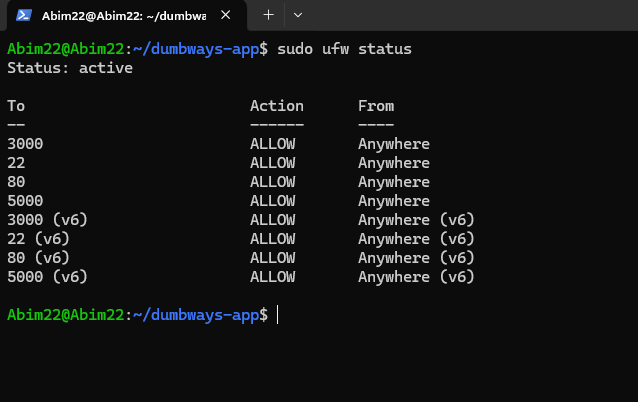 Abim22@Abim22: ~/dumbwa
Abim22@Abim22:~/dumbways-app$ sudo ufw status
Status: active
To                         Action      From
--                         ------      ----
3000                       ALLOW       Anywhere
22                         ALLOW       Anywhere
80                         ALLOW       Anywhere
5000                       ALLOW       Anywhere
3000 (v6)                  ALLOW       Anywhere (v6)
22 (v6)                    ALLOW       Anywhere (v6)
80 (v6)                    ALLOW       Anywhere (v6)
5000 (v6)                  ALLOW       Anywhere (v6)
Abim22@Abim22:~/dumbways-app$